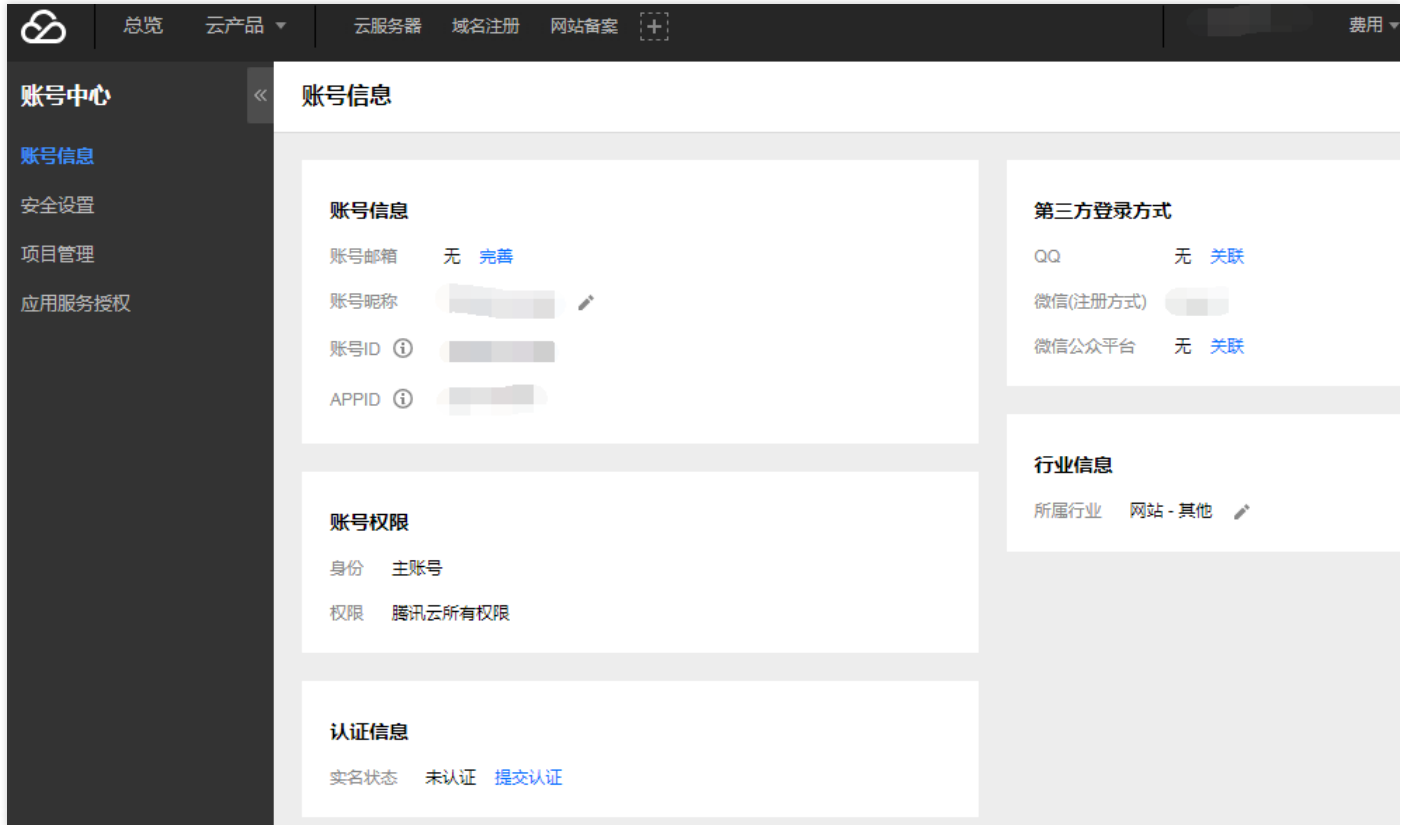 总览 云产品 云服务器 域名注册 网站备案 费用
账号中心
账号信息
安全设置
项目管理
应用服务授权
账号信息
账号信息
账号邮箱 无 完善
账号昵称
账号ID
APPID
账号权限
身份 主账号
权限 腾讯云所有权限
认证信息
实名状态 未认证 提交认证
第三方登录方式
QQ 无 关联
微信(注册方式)
微信公众平台 无 关联
行业信息
所属行业 网站 - 其他